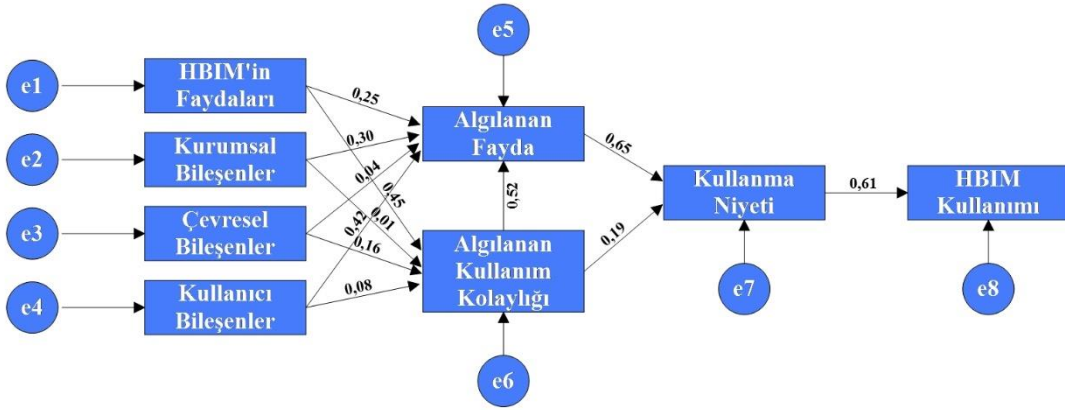 e5
e1
HBIM'in
Faydaları
0,25
Algılanan
Fayda
e2
Kurumsal
Bileşenler
0,30
0,04
0,45
0,65
Kullanma
Niyeti
0,61
HBIM
Kullanımı
0,52
e3
Çevresel
Bileşenler
0,42
0,01
0,16
Algılanan
Kullanım
Kolaylığı
0,19
e4
Kullanıcı
Bileşenler
0,08
e7
e8
e6